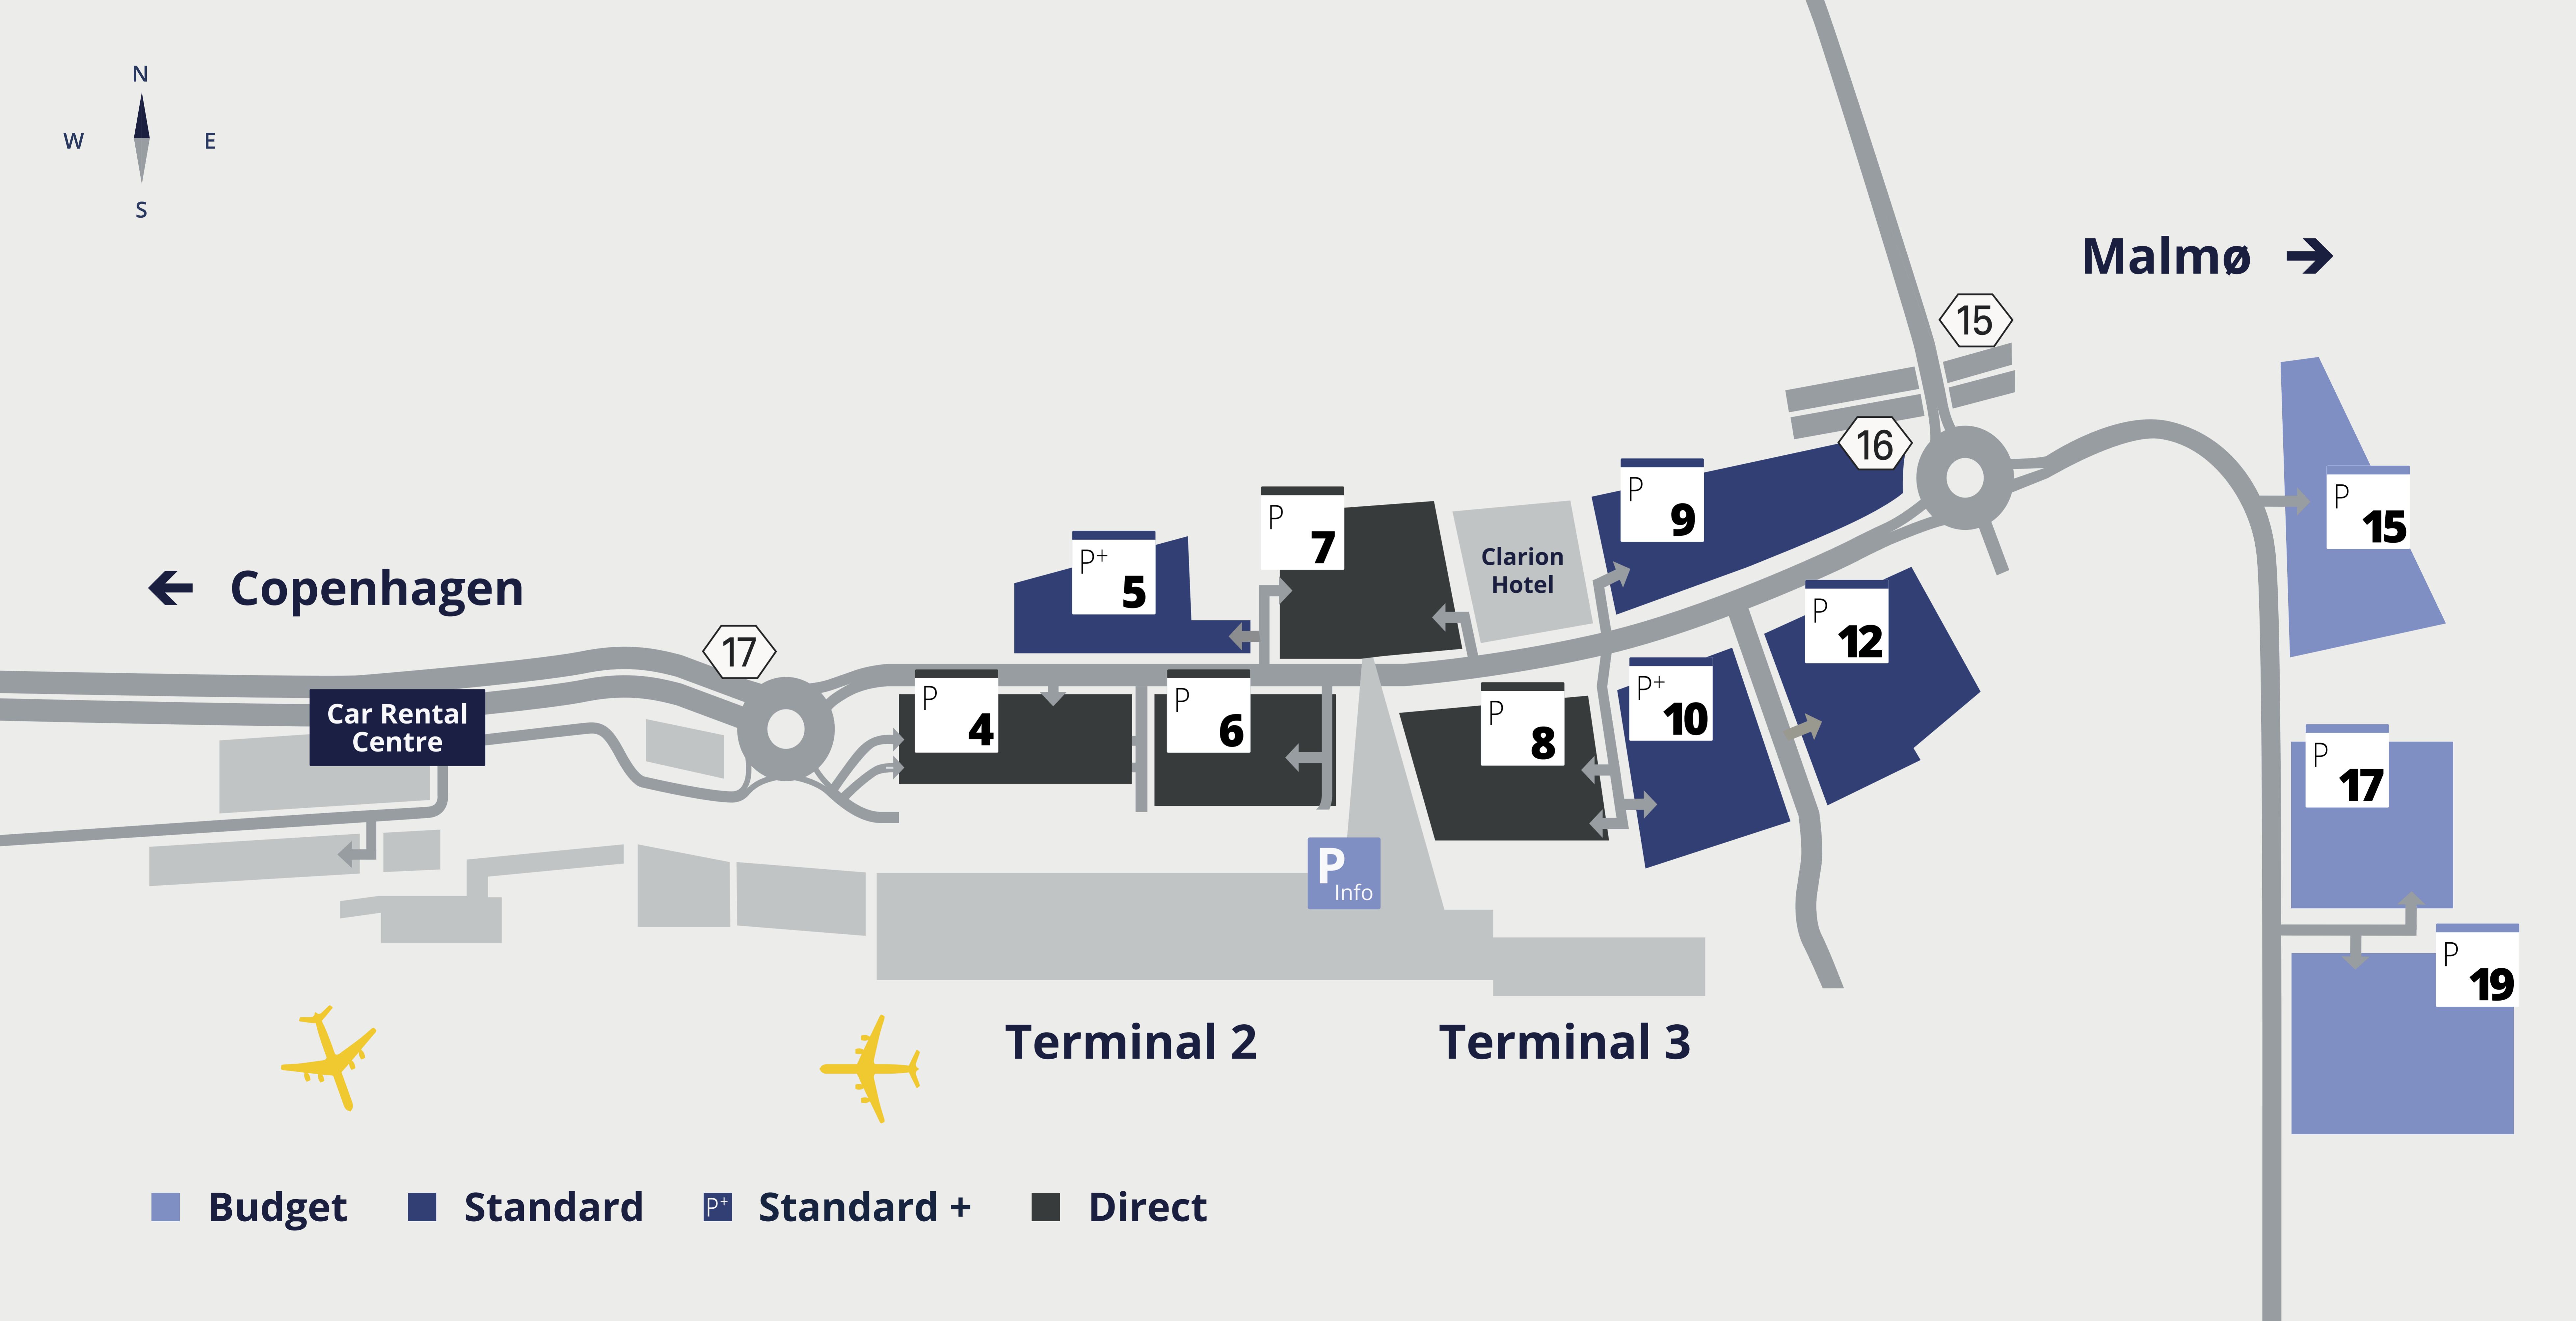 N
W
E
S
Malmø
15
16
P
15
P
9
P
7
P+
5
Clarion
Hotel
Copenhagen
17
P
12
P+
10
P
4
P
6
P
8
Car Rental
Centre
P
17
P
Info
P
19
Terminal 2
Terminal 3
Budget
Standard
P+
Standard +
Direct